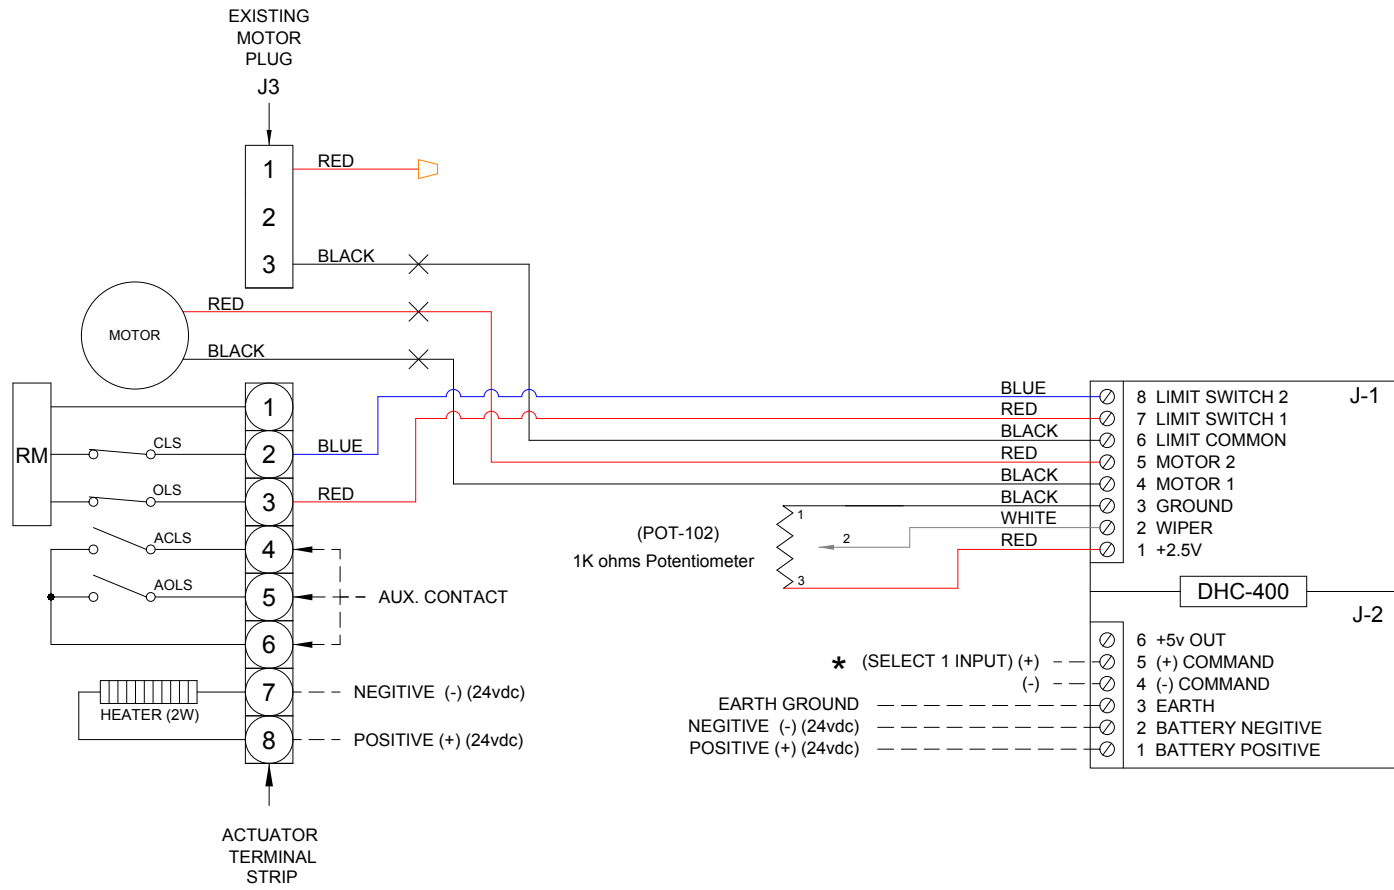 EXISTING
MOTOR
PLUG
J3
1 RED
2
3 BLACK
MOTOR
RED
BLACK
RM
1
CLS 2 BLUE
OLS 3 RED
ACLS 4
AOLS 5 AUX. CONTACT
6
HEATER (2W) 7 NEGITIVE (-) (24vdc)
8 POSITIVE (+) (24vdc)
ACTUATOR
TERMINAL
STRIP
(POT-102)
1K ohms Potentiometer
1
2
3
J-1
BLUE 8 LIMIT SWITCH 2
RED 7 LIMIT SWITCH 1
BLACK 6 LIMIT COMMON
RED 5 MOTOR 2
BLACK 4 MOTOR 1
BLACK 3 GROUND
WHITE 2 WIPER
RED 1 +2.5V
DHC-400
J-2
6 +5v OUT
* (SELECT 1 INPUT) (+) 5 (+) COMMAND
(-) 4 (-) COMMAND
EARTH GROUND 3 EARTH
NEGITIVE (-) (24vdc) 2 BATTERY NEGITIVE
POSITIVE (+) (24vdc) 1 BATTERY POSITIVE